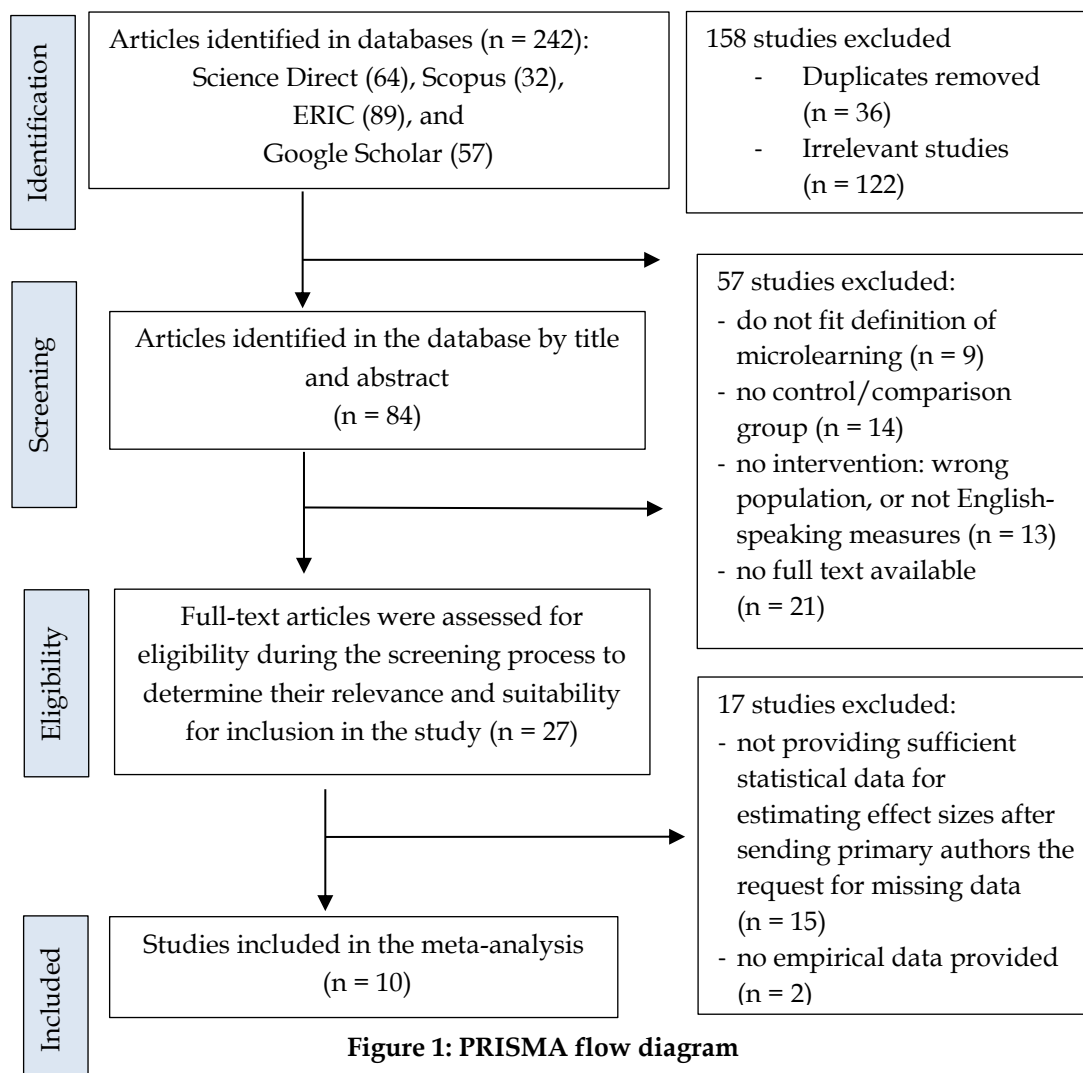 Identification
Articles identified in databases (n = 242):
Science Direct (64), Scopus (32),
ERIC (89), and
Google Scholar (57)
158 studies excluded
- Duplicates removed
(n = 36)
- Irrelevant studies
(n = 122)
Screening
Articles identified in the database by title
and abstract
(n = 84)
57 studies excluded:
- do not fit definition of
microlearning (n = 9)
- no control/comparison
group (n = 14)
- no intervention: wrong
population, or not English-
speaking measures (n = 13)
- no full text available
(n = 21)
Eligibility
Full-text articles were assessed for
eligibility during the screening process to
determine their relevance and suitability
for inclusion in the study (n = 27)
17 studies excluded:
- not providing sufficient
statistical data for
estimating effect sizes after
sending primary authors the
request for missing data
(n = 15)
- no empirical data provided
(n = 2)
Included
Studies included in the meta-analysis
(n = 10)
Figure 1: PRISMA flow diagram